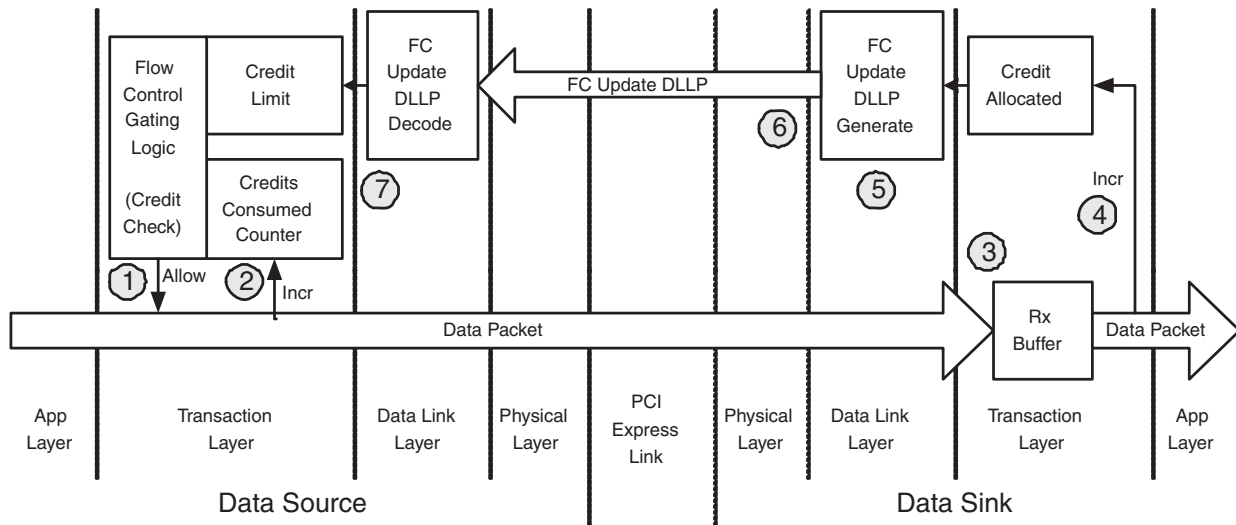 Flow
Control
Gating
Logic
(Credit
Check)
Credit
Limit
Credits
Consumed
Counter
FC
Update
DLLP
Decode
FC Update DLLP
FC
Update
DLLP
Generate
Credit
Allocated
6
7
5
Incr
4
3
1
Allow
2
Incr
Data Packet
Rx
Buffer
Data Packet
App
Layer
Transaction
Layer
Data Link
Layer
Physical
Layer
PCI
Express
Link
Physical
Layer
Data Link
Layer
Transaction
Layer
App
Layer
Data Source
Data Sink